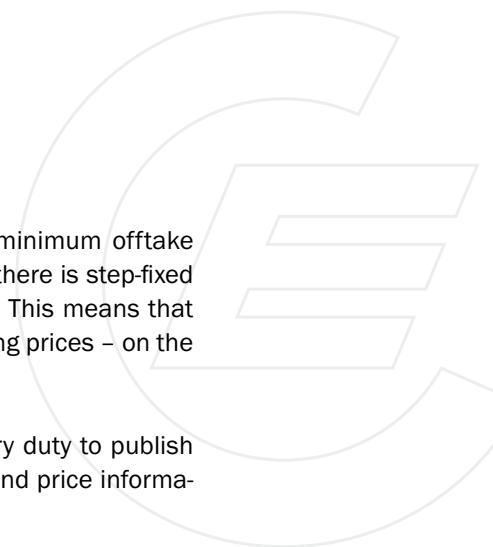 minimum offtake
there is step-fixed
This means that
ng prices – on the
ry duty to publish
nd price informa-